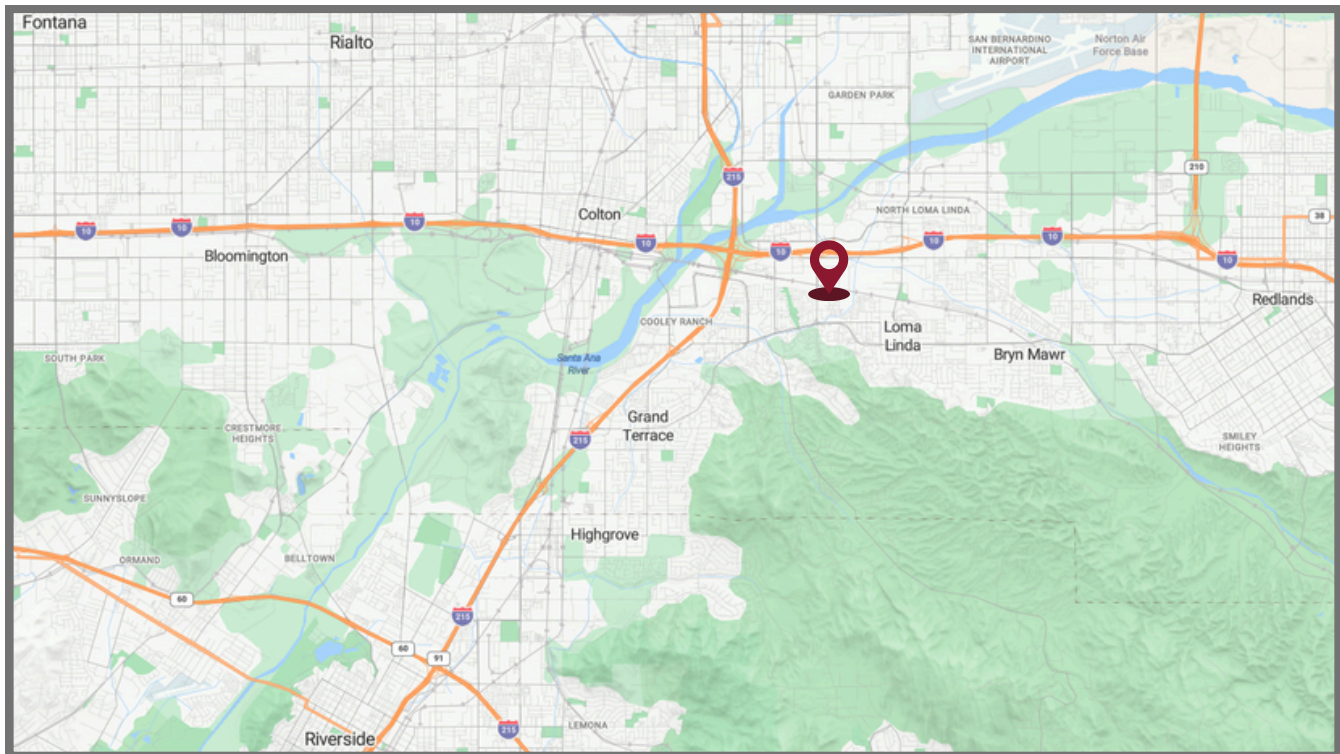 Fontana
Rialto
SAN BERNARDINO
INTERNATIONAL
AIRPORT
Norton Air
Force Base
GARDEN PARK
210
215
38
Colton
NORTH LOMA LINDA
10
10
10
10
10
10
10
10
Bloomington
Redlands
COOLEY RANCH
Loma
Linda
Bryn Mawr
SOUTH PARK
Santa Ana
River
Grand
Terrace
CRESTMORE
HEIGHTS
215
SMILEY
HEIGHTS
SUNNYSLOPE
Highgrove
ORMAND
BELLTOWN
60
215
60
91
LEMONA
215
Riverside